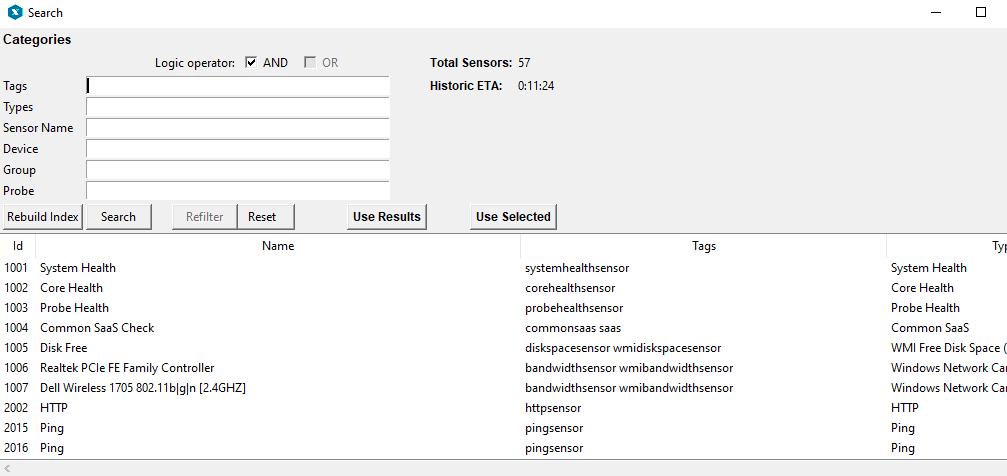 Search
Categories
Logic operator: AND OR Total Sensors: 57
Tags Historic ETA: 0:11:24
Types
Sensor Name
Device
Group
Probe
Rebuild Index Search Refilter Reset Use Results Use Selected
Id Name Tags Typ
1001 System Health systemhealthsensor System Health
1002 Core Health corehealthsensor Core Health
1003 Probe Health probehealthsensor Probe Health
1004 Common SaaS Check commonsaas saas Common SaaS
1005 Disk Free diskspacesensor wmidiskspacesensor WMI Free Disk Space (
1006 Realtek PCIe FE Family Controller bandwidthsensor wmibandwidthsensor Windows Network Car
1007 Dell Wireless 1705 802.11b|g|n [2.4GHZ] bandwidthsensor wmibandwidthsensor Windows Network Car
2002 HTTP httpsensor HTTP
2015 Ping pingsensor Ping
2016 Ping pingsensor Ping